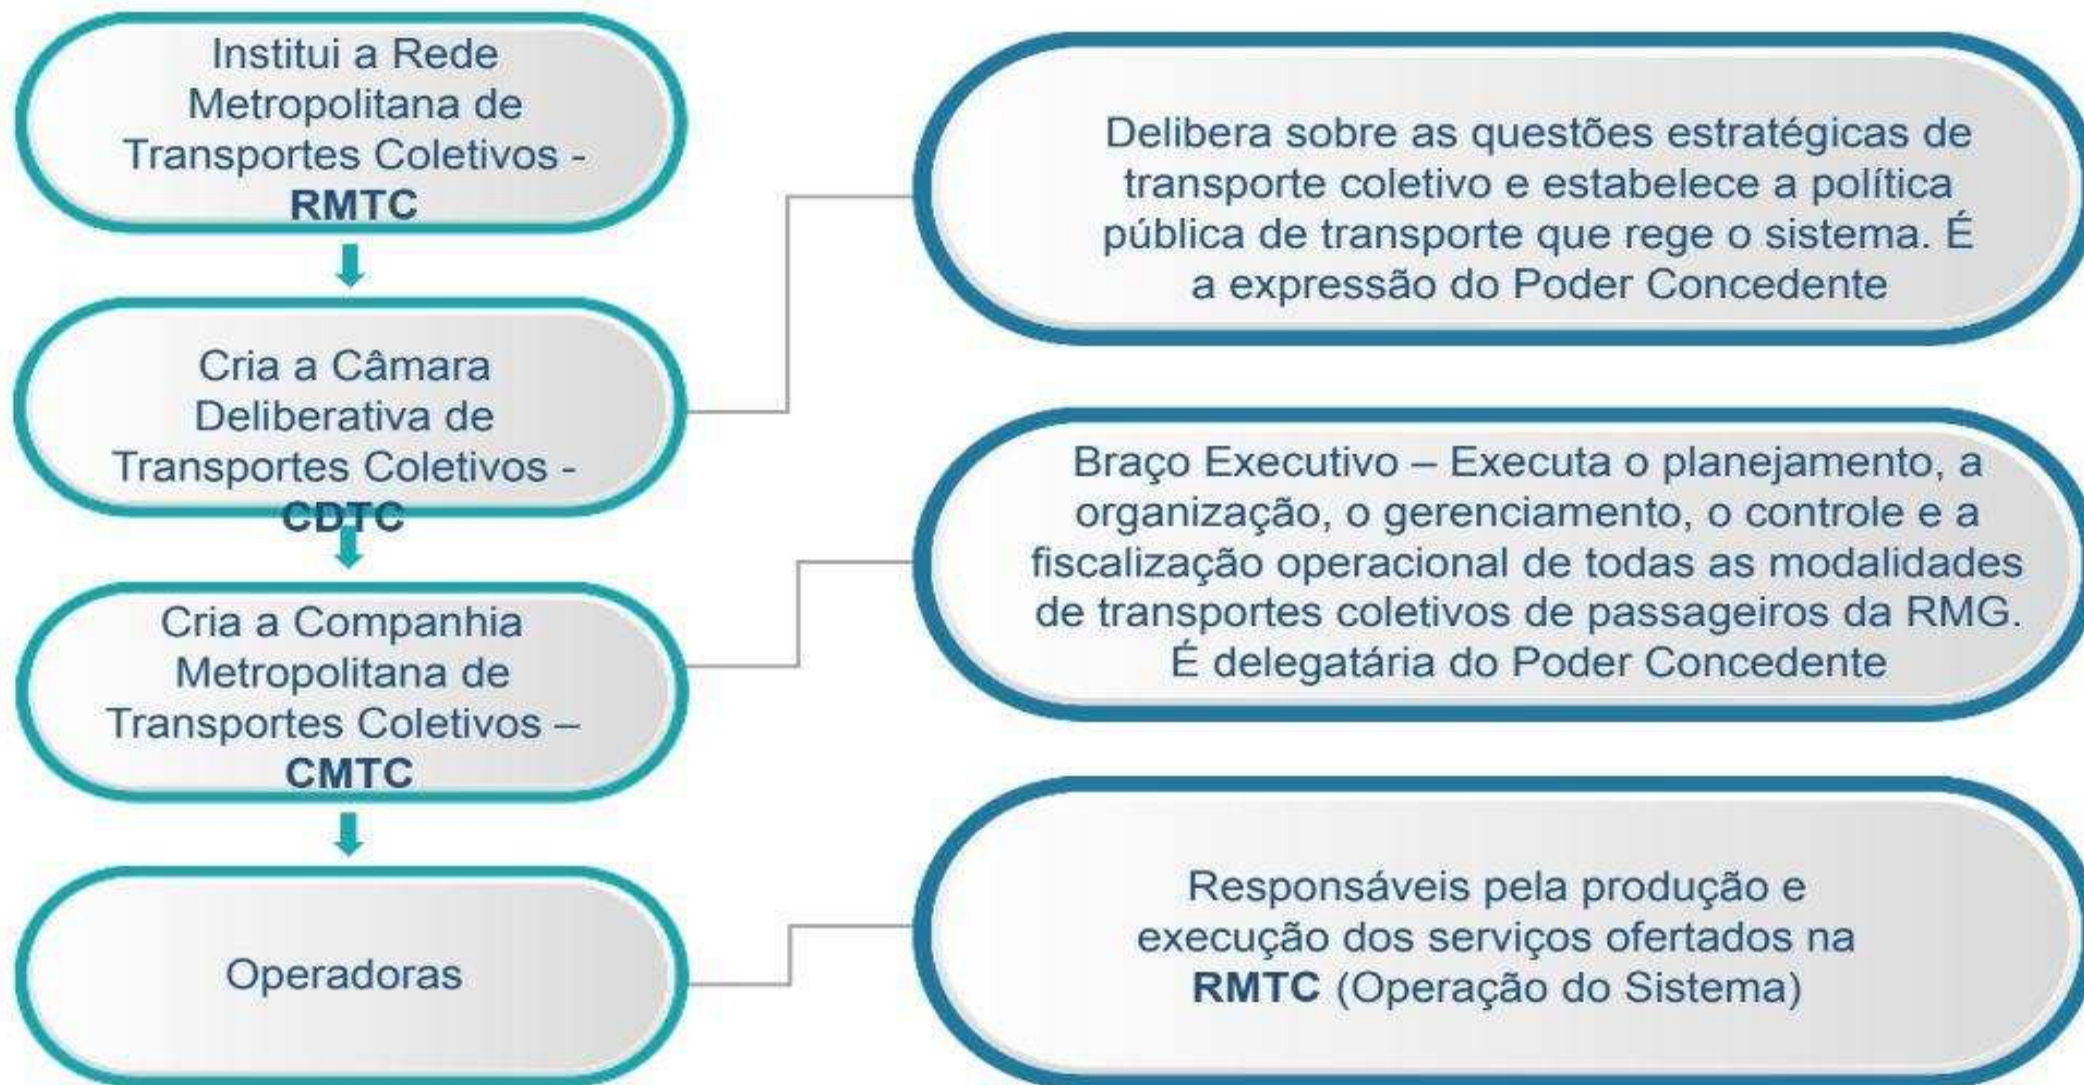 Institui a Rede
Metropolitana de
Transportes Coletivos -
RMTC
Delibera sobre as questões estratégicas de
transporte coletivo e estabelece a política
pública de transporte que rege o sistema. É
a expressão do Poder Concedente
Cria a Câmara
Deliberativa de
Transportes Coletivos -
CDTC
Braço Executivo – Executa o planejamento, a
organização, o gerenciamento, o controle e a
fiscalização operacional de todas as modalidades
de transportes coletivos de passageiros da RMG.
É delegatária do Poder Concedente
Cria a Companhia
Metropolitana de
Transportes Coletivos –
CMTC
Operadoras
Responsáveis pela produção e
execução dos serviços ofertados na
RMTC (Operação do Sistema)